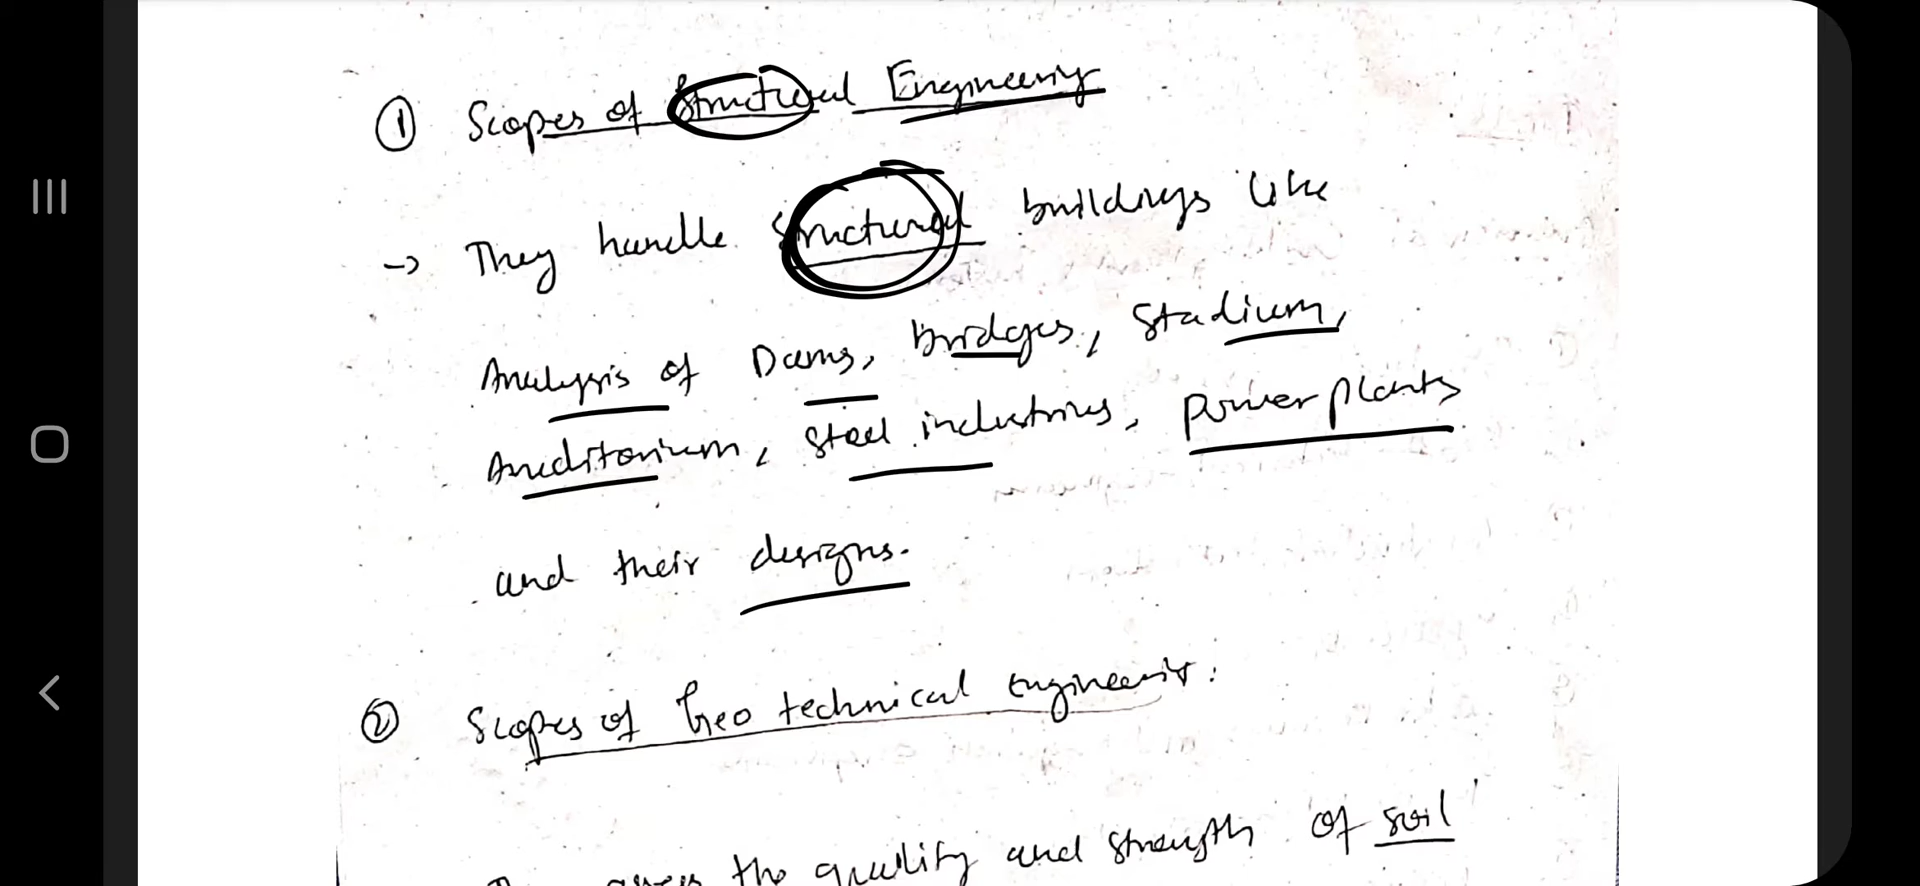 ① Scopes of Structural Engineering
→ They handle Structural buildings like
Analysis of Dams, Bridges, Stadium,
Auditorium, Steel industries, power plants
and their designs.
② Scopes of Geo technical Engineering:
assess the quality and strength of soil